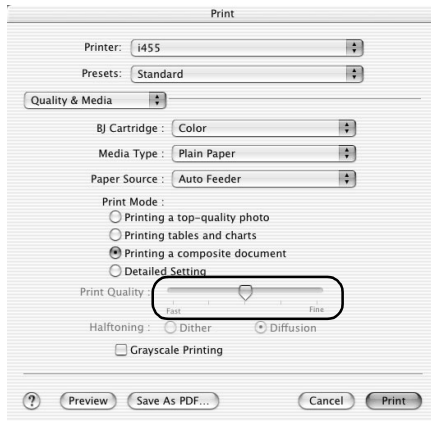 Print
Printer: i455
Presets: Standard
Quality & Media
BJ Cartridge : Color
Media Type : Plain Paper
Paper Source : Auto Feeder
Print Mode :
Printing a top-quality photo
Printing tables and charts
Printing a composite document
Detailed Setting
Print Quality :
Fast Fine
Halftoning : Dither Diffusion
Grayscale Printing
? Preview Save As PDF... Cancel Print